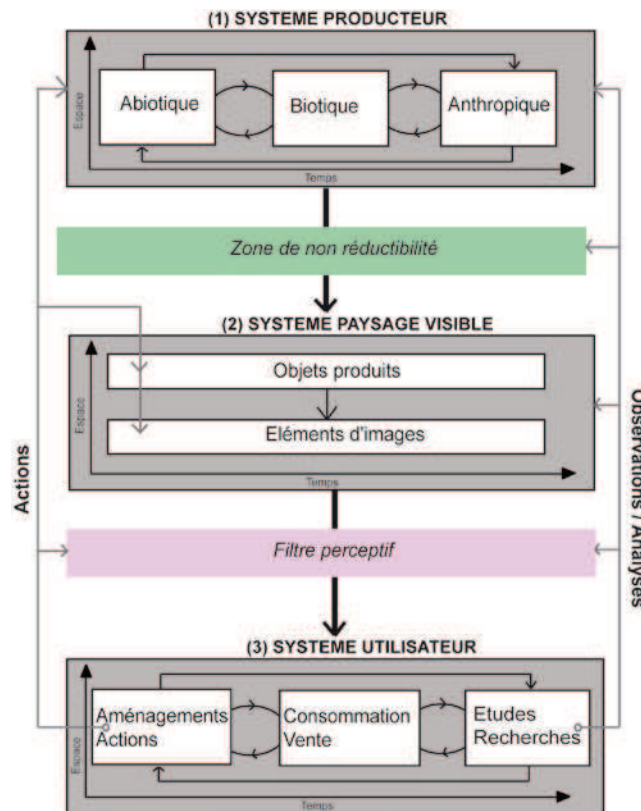 (1) SYSTEME PRODUCTEUR
Espace
Abiotique
Biotique
Anthropique
Temps
Zone de non réductibilité
(2) SYSTEME PAYSAGE VISIBLE
Espace
Objets produits
Eléments d'images
Temps
Actions
Observations / Analyses
Filtre perceptif
(3) SYSTEME UTILISATEUR
Espace
Aménagements
Actions
Consommation
Vente
Etudes
Recherches
Temps